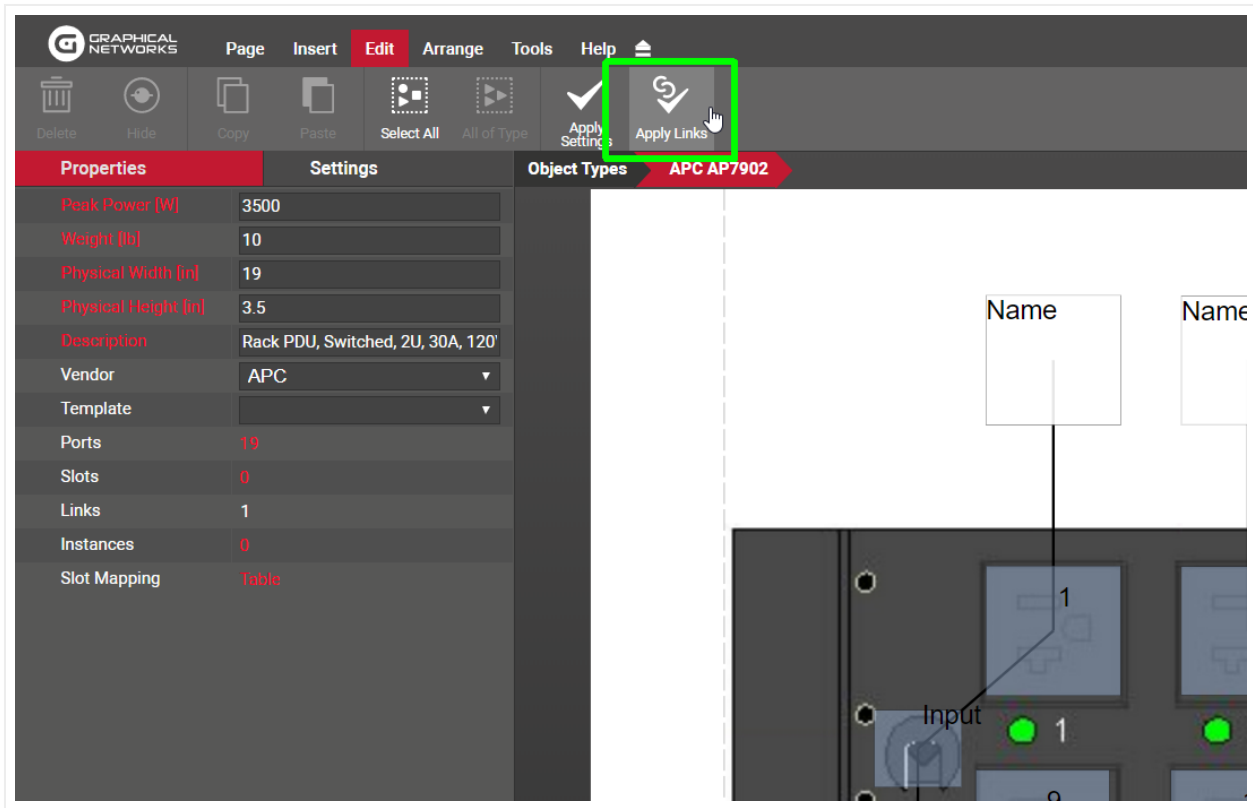 GRAPHICAL
NETWORKS
Page Insert Edit Arrange Tools Help
Delete Hide Copy Paste Select All All of Type Apply Settings Apply Links
Properties Settings Object Types APC AP7902
Peak Power [W] 3500
Weight [lb] 10
Physical Width [in] 19
Physical Height [in] 3.5
Description Rack PDU, Switched, 2U, 30A, 120
Vendor APC
Template
Ports 19
Slots 0
Links 1
Instances 0
Slot Mapping Table
Name Name
1
Input
1
9